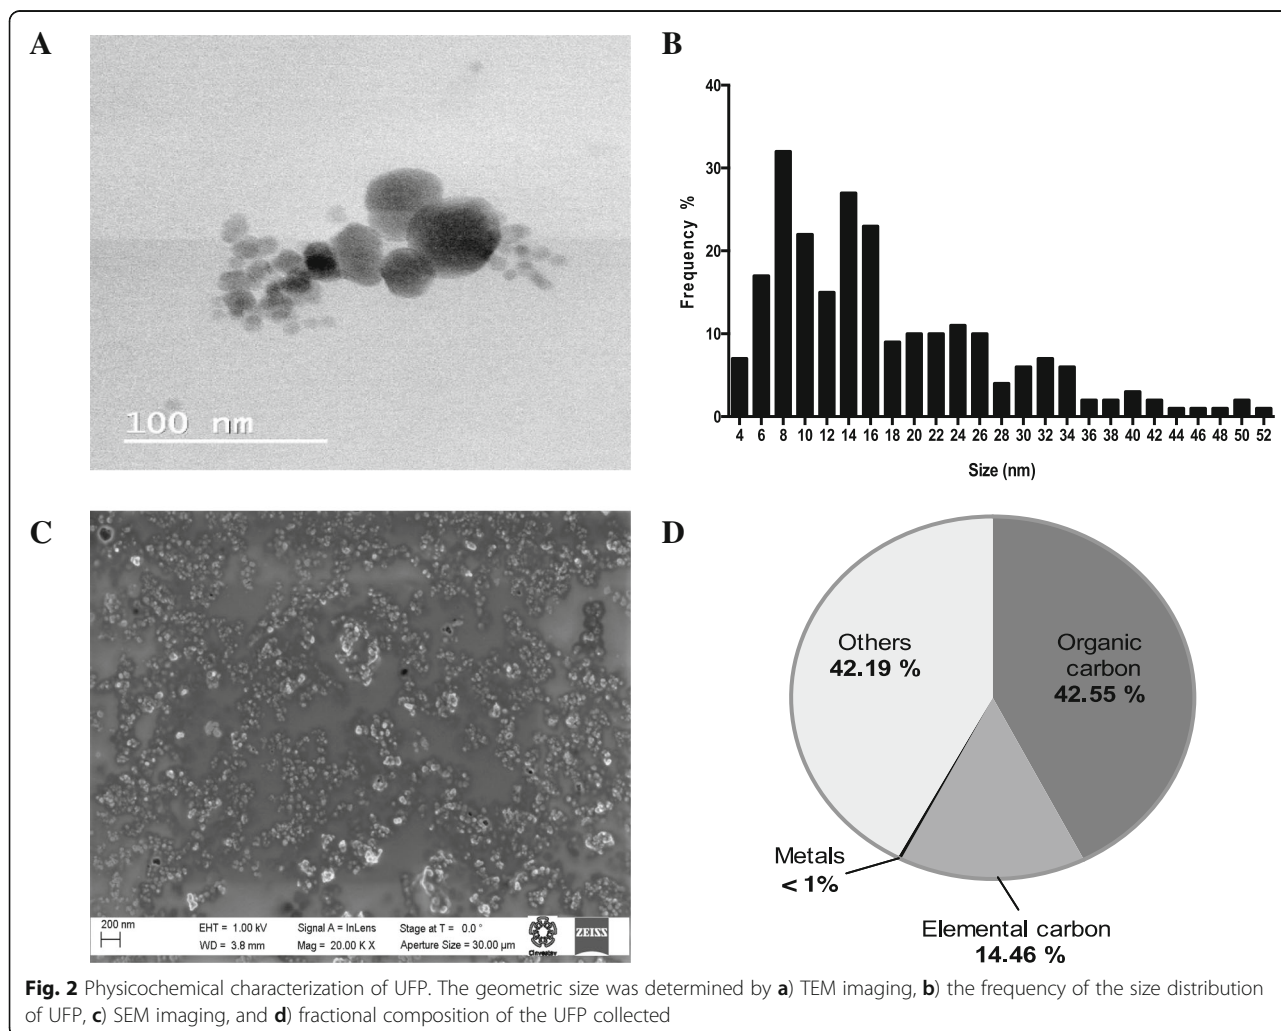 A
100 nm
B
Frequency %
40
30
20
10
0
4 6 8 10 12 14 16 18 20 22 24 26 28 30 32 34 36 38 40 42 44 46 48 50 52
Size (nm)
C
200 nm
EHT = 1.00 kV Signal A = InLens Stage at T = 0.0 °
WD = 3.8 mm Mag = 20.00 K X Aperture Size = 30.00 µm
Cinvestav
ZEISS
D
Others
42.19 %
Organic
carbon
42.55 %
Metals
< 1%
Elemental carbon
14.46 %
Fig. 2 Physicochemical characterization of UFP. The geometric size was determined by a) TEM imaging, b) the frequency of the size distribution
of UFP, c) SEM imaging, and d) fractional composition of the UFP collected